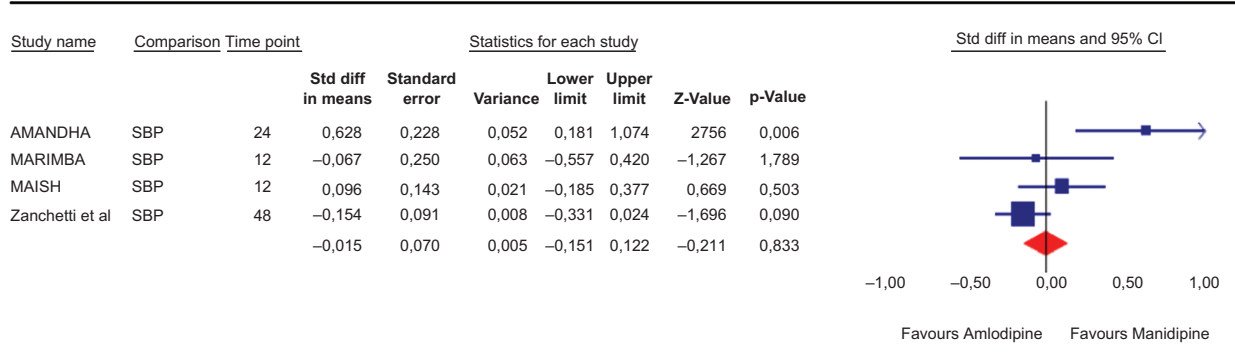 Study name Comparison Time point Statistics for each study Std diff in means and 95% CI
Std diff in means Standard error Variance Lower limit Upper limit Z-Value p-Value
AMANDHA SBP 24 0,628 0,228 0,052 0,181 1,074 2756 0,006
MARIMBA SBP 12 –0,067 0,250 0,063 –0,557 0,420 –1,267 1,789
MAISH SBP 12 0,096 0,143 0,021 –0,185 0,377 0,669 0,503
Zanchetti et al SBP 48 –0,154 0,091 0,008 –0,331 0,024 –1,696 0,090
–0,015 0,070 0,005 –0,151 0,122 –0,211 0,833
–1,00 –0,50 0,00 0,50 1,00
Favours Amlodipine Favours Manidipine